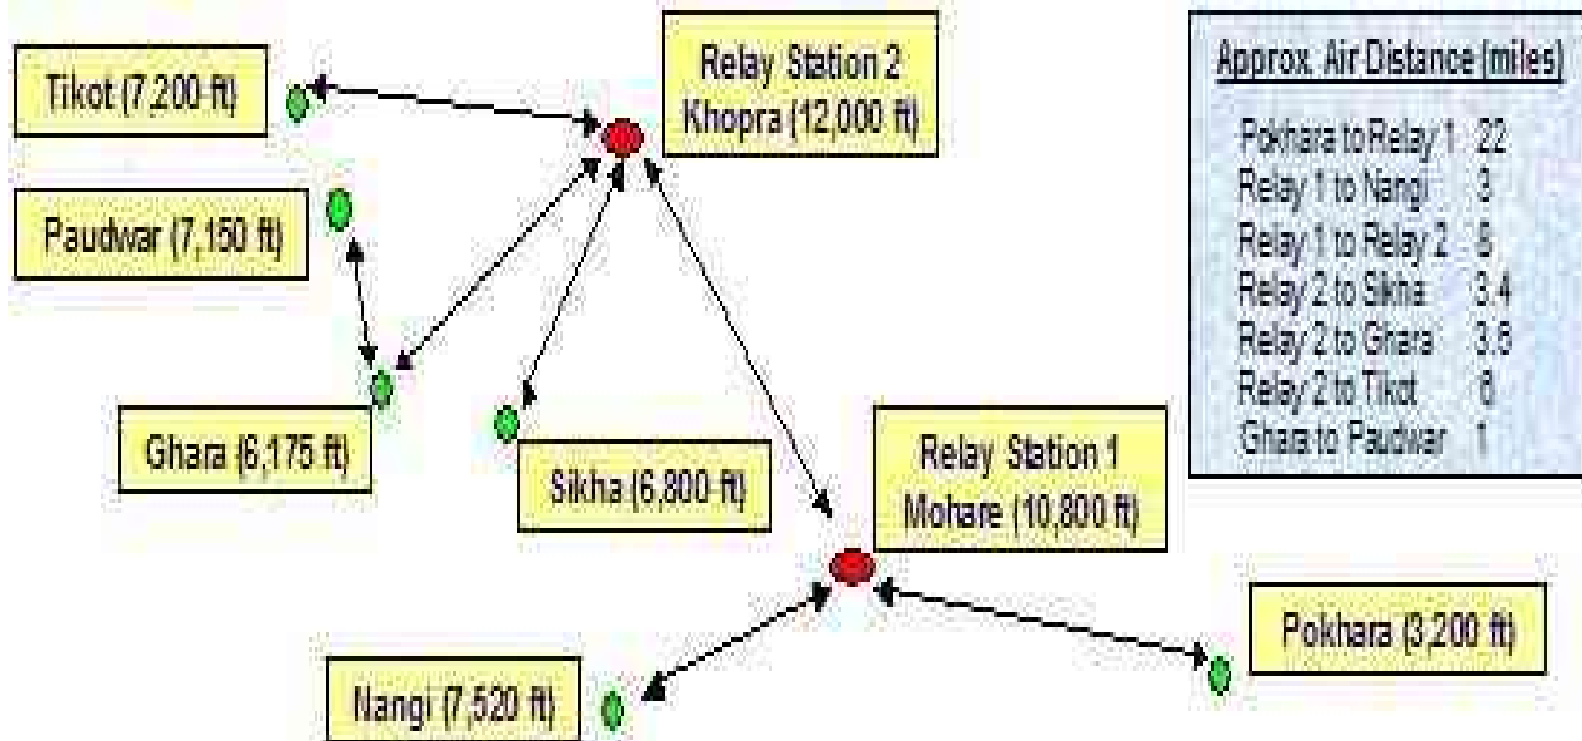 Tikot (7,200 ft)
Relay Station 2
Khopra (12,000 ft)
Paudwar (7,150 ft)
Ghara (6,175 ft)
Sikha (6,800 ft)
Relay Station 1
Mohare (10,800 ft)
Nangi (7,520 ft)
Pokhara (3,200 ft)
Approx. Air Distance (miles)
Pokhara to Relay 1 22
Relay 1 to Nangi 3
Relay 1 to Relay 2
Relay 2 to Sikha 3.4
Relay 2 to Ghara
Relay 2 to Tikot 6
Ghara to Paudwar 1